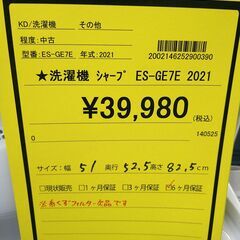 KD/洗濯機 その他
程度:中古
型番:ES-GE7E 年式:2021
2002146252900390
★洗濯機 シャープ ES-GE7E 2021
¥39,980(税込)
0 140525
サイズ:幅 51 奥行 52.5 高さ 82.5cm
□現状販売 □1ヶ月保証 □3ヶ月保証 ☑6ヶ月保証
※糸くずフィルター欠品です